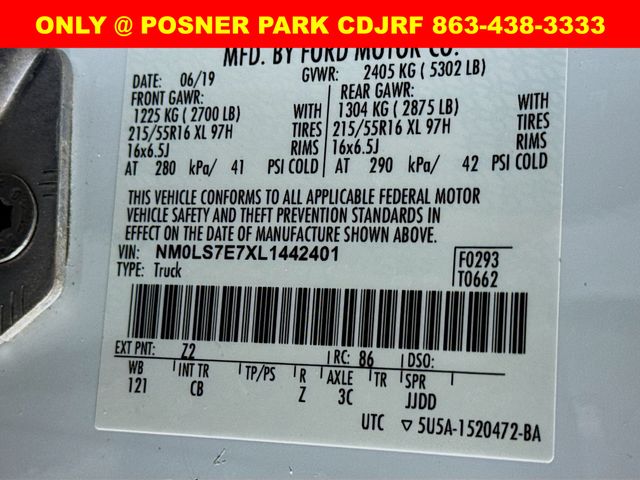 ONLY @ POSNER PARK CDJRF 863-438-3333
MFD. BY FORD MOTOR CO.
DATE: 06/19 GVWR: 2405 KG ( 5302 LB)
FRONT GAWR: REAR GAWR:
1225 KG ( 2700 LB) WITH 1304 KG ( 2875 LB) WITH
215/55R16 XL 97H TIRES 215/55R16 XL 97H TIRES
16x6.5J RIMS 16x6.5J RIMS
AT 280 kPa/ 41 PSI COLD AT 290 kPa/ 42 PSI COLD
THIS VEHICLE CONFORMS TO ALL APPLICABLE FEDERAL MOTOR
VEHICLE SAFETY AND THEFT PREVENTION STANDARDS IN
EFFECT ON THE DATE OF MANUFACTURE SHOWN ABOVE.
VIN: NM0LS7E7XL1442401 F0293
TYPE: Truck T0662
EXT PNT: Z2 RC: 86 DSO:
WB INT TR TP/PS R AXLE TR SPR
121 CB Z 3C JJDD
UTC ▽ 5U5A-1520472-BA